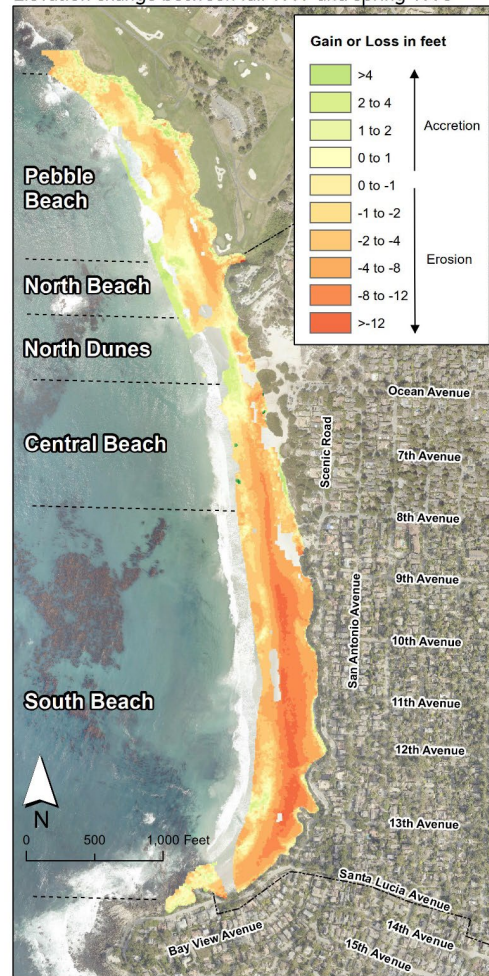 Gain or Loss in feet
>4
2 to 4
1 to 2
0 to 1
0 to -1
-1 to -2
-2 to -4
-4 to -8
-8 to -12
>-12
Accretion
Erosion
Pebble
Beach
North Beach
North Dunes
Central Beach
South Beach
Ocean Avenue
Scenic Road
7th Avenue
8th Avenue
San Antonio Avenue
9th Avenue
10th Avenue
11th Avenue
12th Avenue
13th Avenue
N
0 500 1,000 Feet
Santa Lucia Avenue
Bay View Avenue
14th Avenue
15th Avenue